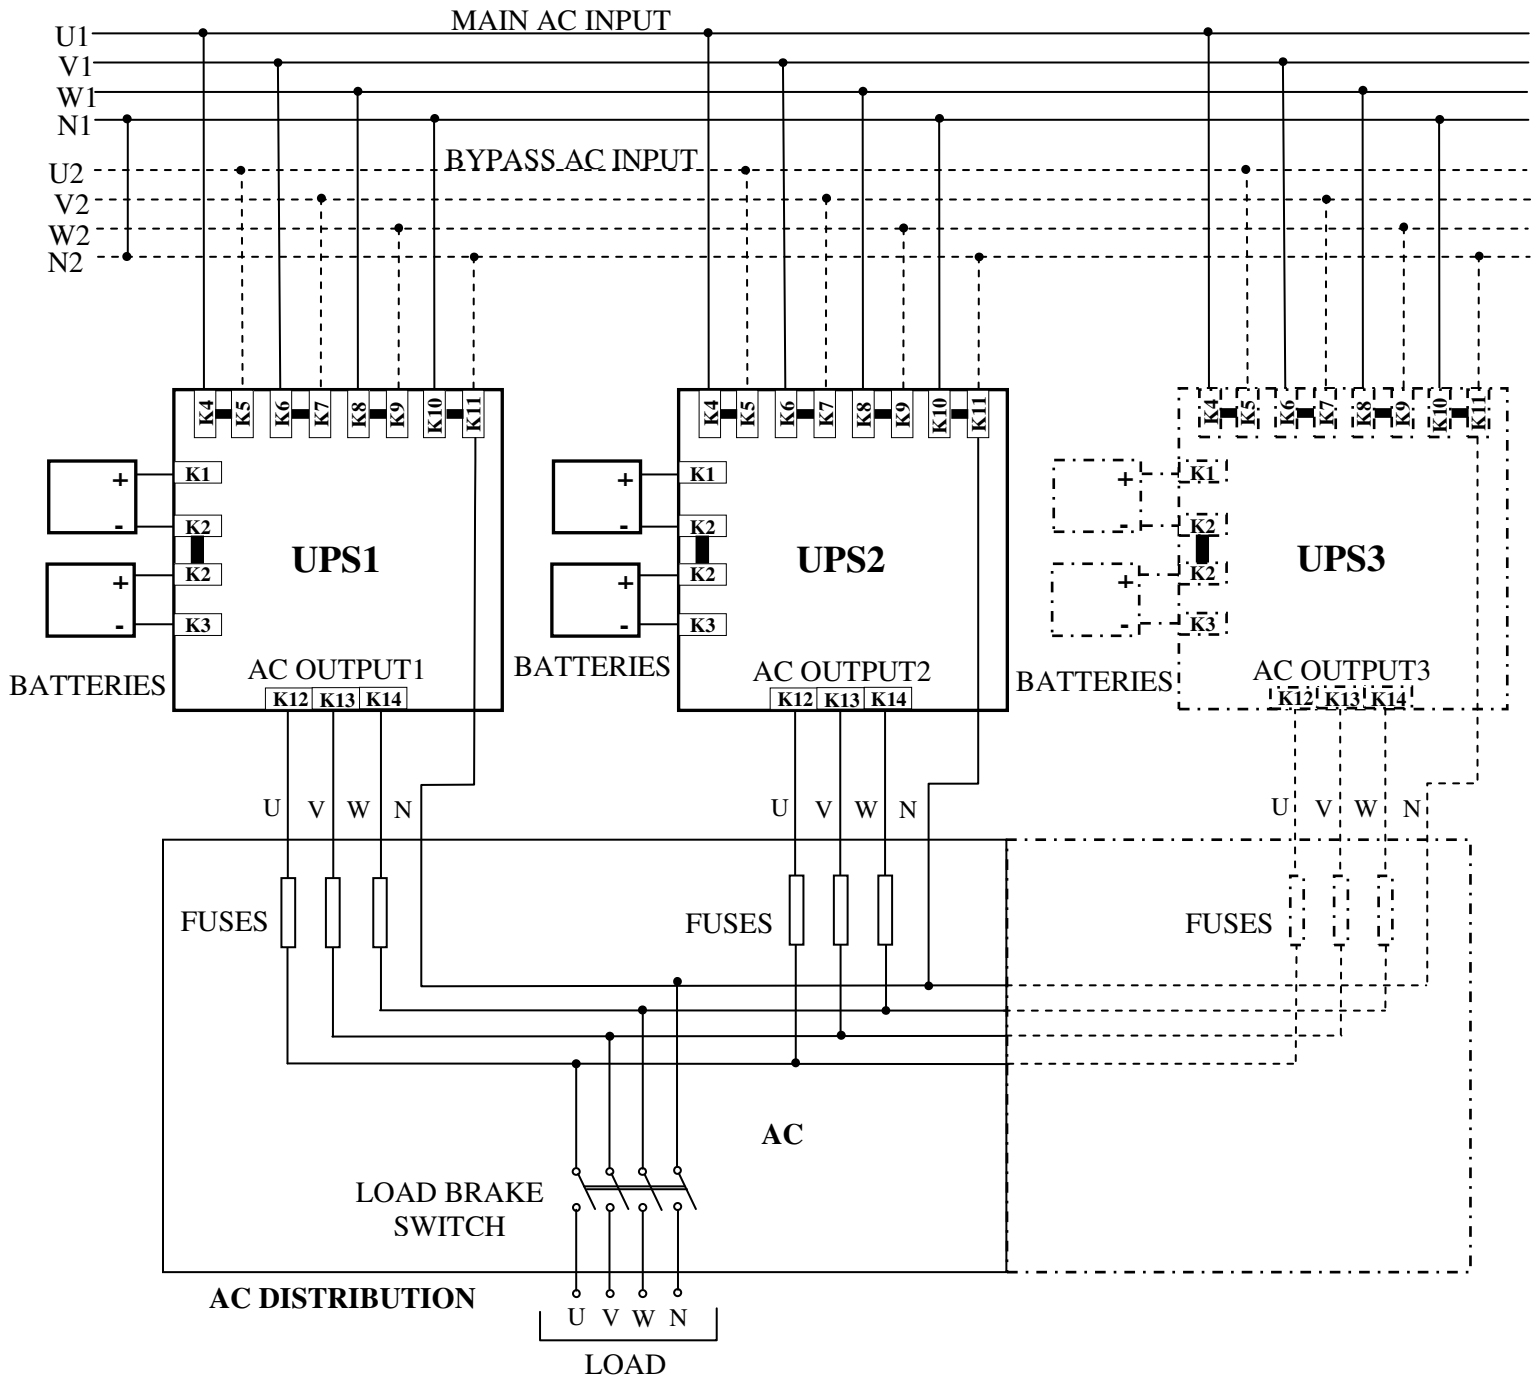 MAIN AC INPUT
U1
V1
W1
N1
BYPASS AC INPUT
U2
V2
W2
N2
K4 K5 K6 K7 K8 K9 K10 K11
K4 K5 K6 K7 K8 K9 K10 K11
K4 K5 K6 K7 K8 K9 K10 K11
+ K1
- K2
+ K2
- K3
UPS1
BATTERIES
AC OUTPUT1
K12 K13 K14
+ K1
- K2
+ K2
- K3
UPS2
BATTERIES
AC OUTPUT2
K12 K13 K14
+ K1
- K2
+ K2
- K3
UPS3
BATTERIES
AC OUTPUT3
K12 K13 K14
U V W N
U V W N
U V W N
FUSES
FUSES
FUSES
AC
LOAD BRAKE
SWITCH
AC DISTRIBUTION
U V W N
LOAD